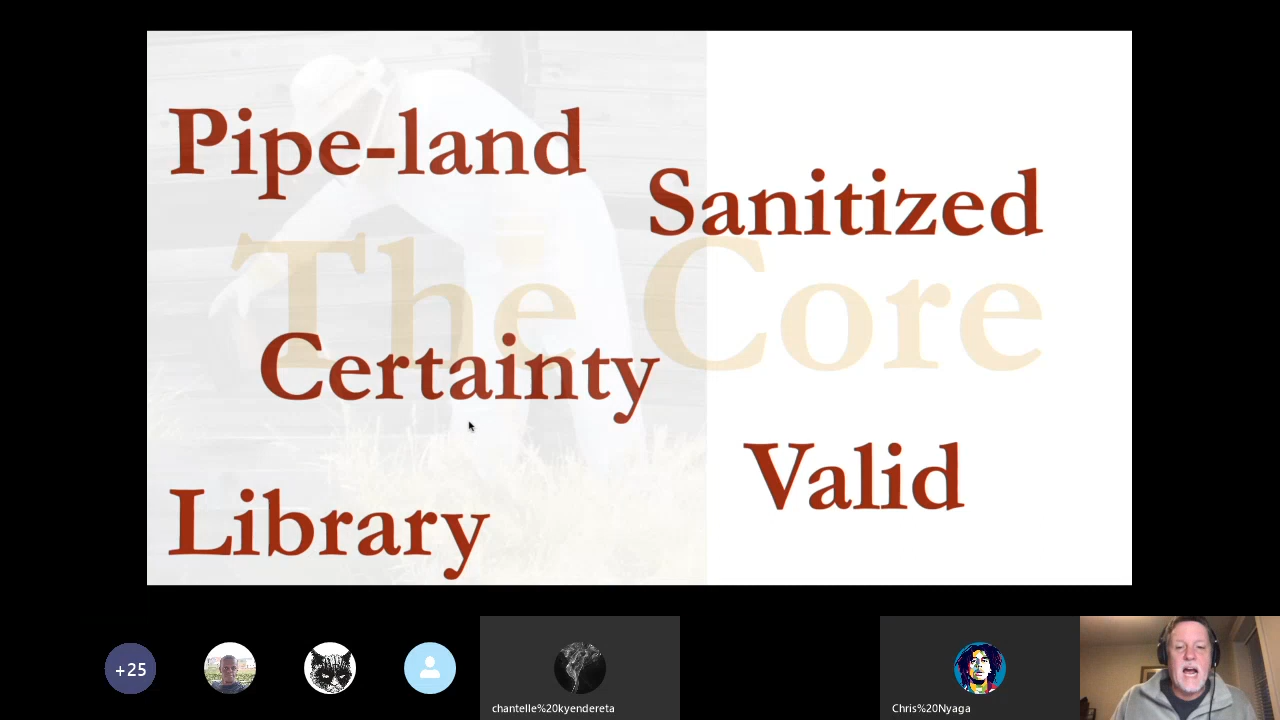 Pipe-land
Sanitized
The Core
Certainty
Valid
Library
+25
chantelle%20kyendereta
Chris%20Nyaga